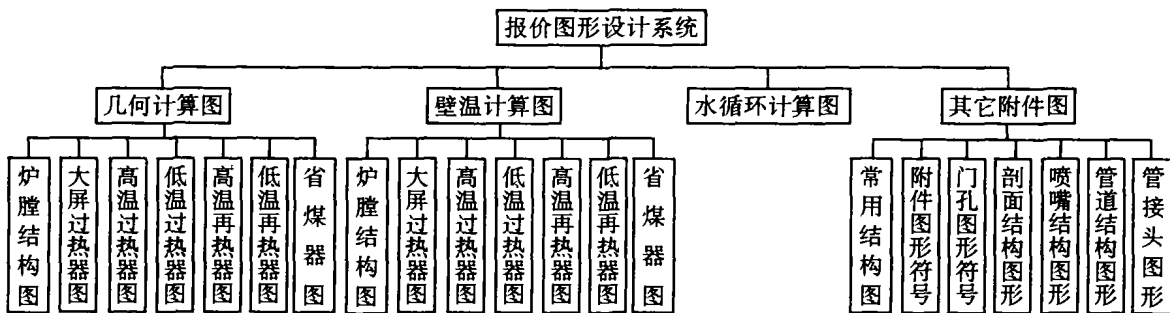 报价图形设计系统
几何计算图
壁温计算图
水循环计算图
其它附件图
炉膛结构图
大屏过热器图
高温过热器图
低温过热器图
高温再热器图
低温再热器图
省煤器图
炉膛结构图
大屏过热器图
高温过热器图
低温过热器图
高温再热器图
低温再热器图
省煤器图
常用结构图
附件图形符号
门孔图形符号
剖面结构图形
喷嘴结构图形
管道结构图形
管接头图形